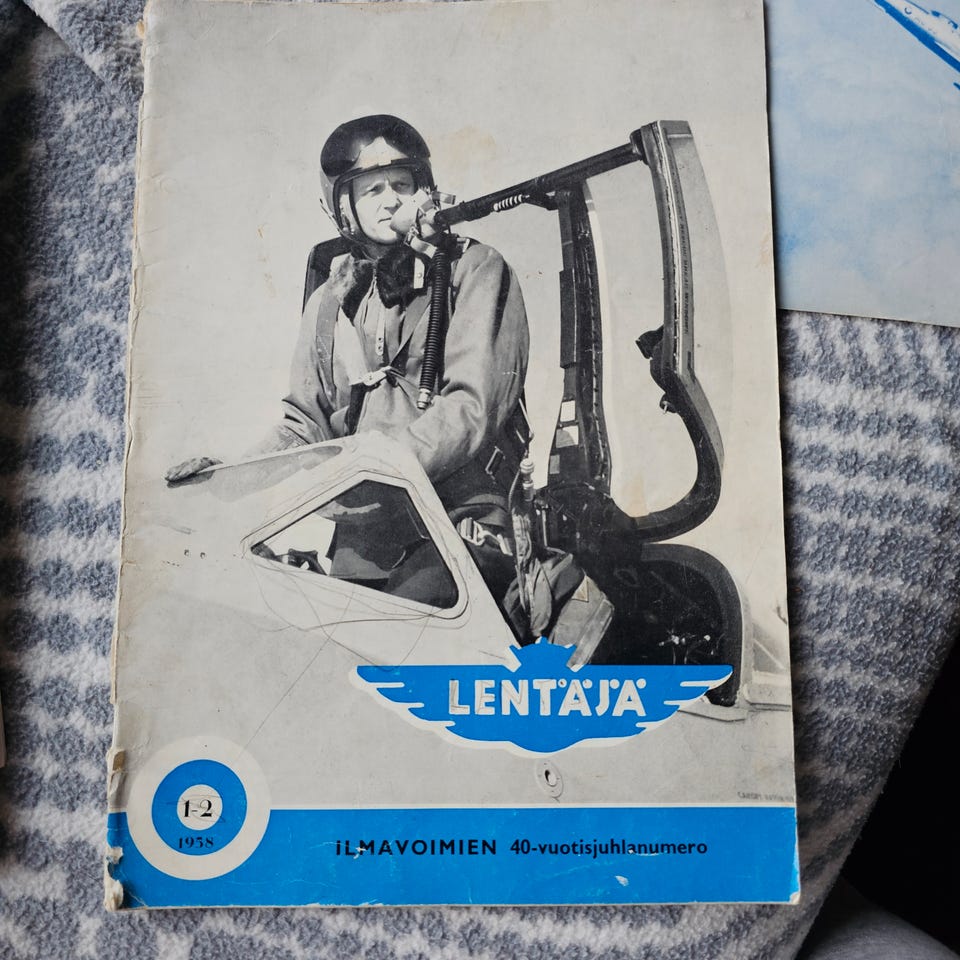 LENTÄJÄ
1-2
1958
iLMAVOIMIEN 40-vuotisjuhlanumero